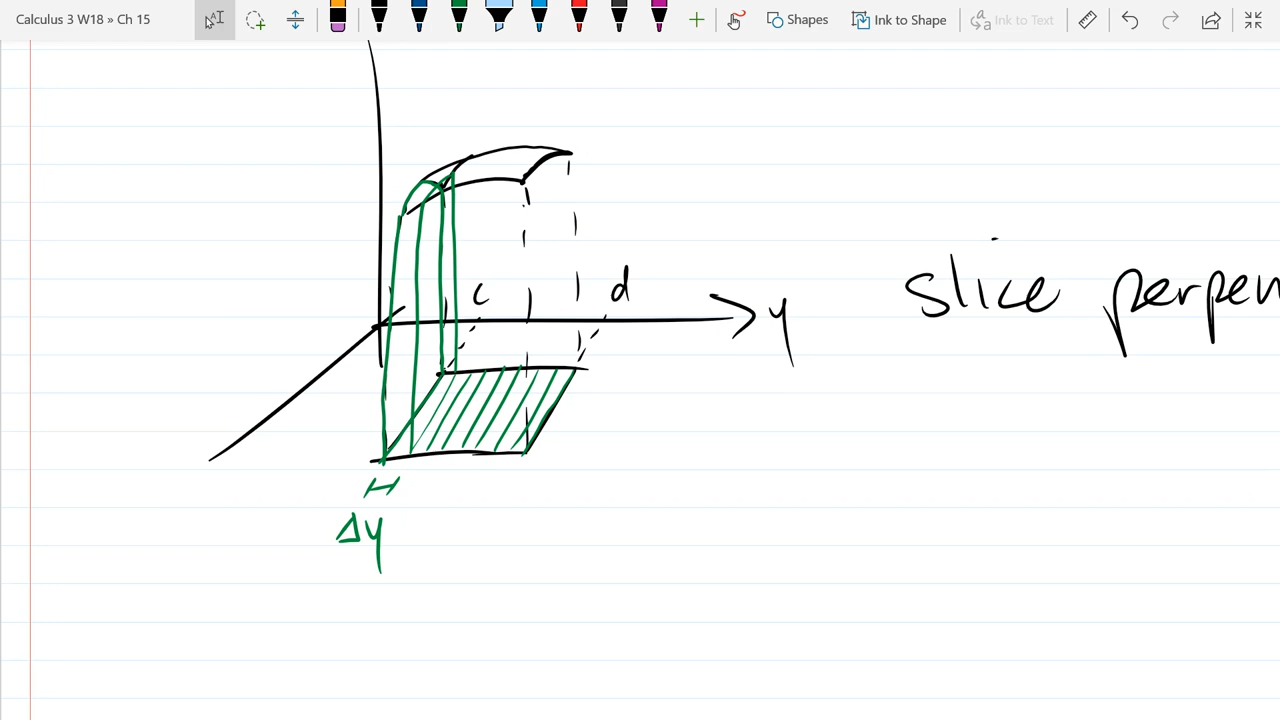 Calculus 3 W18 » Ch 15
Shapes
Ink to Shape
Ink to Text
c
d
y
slice perpen
Δy